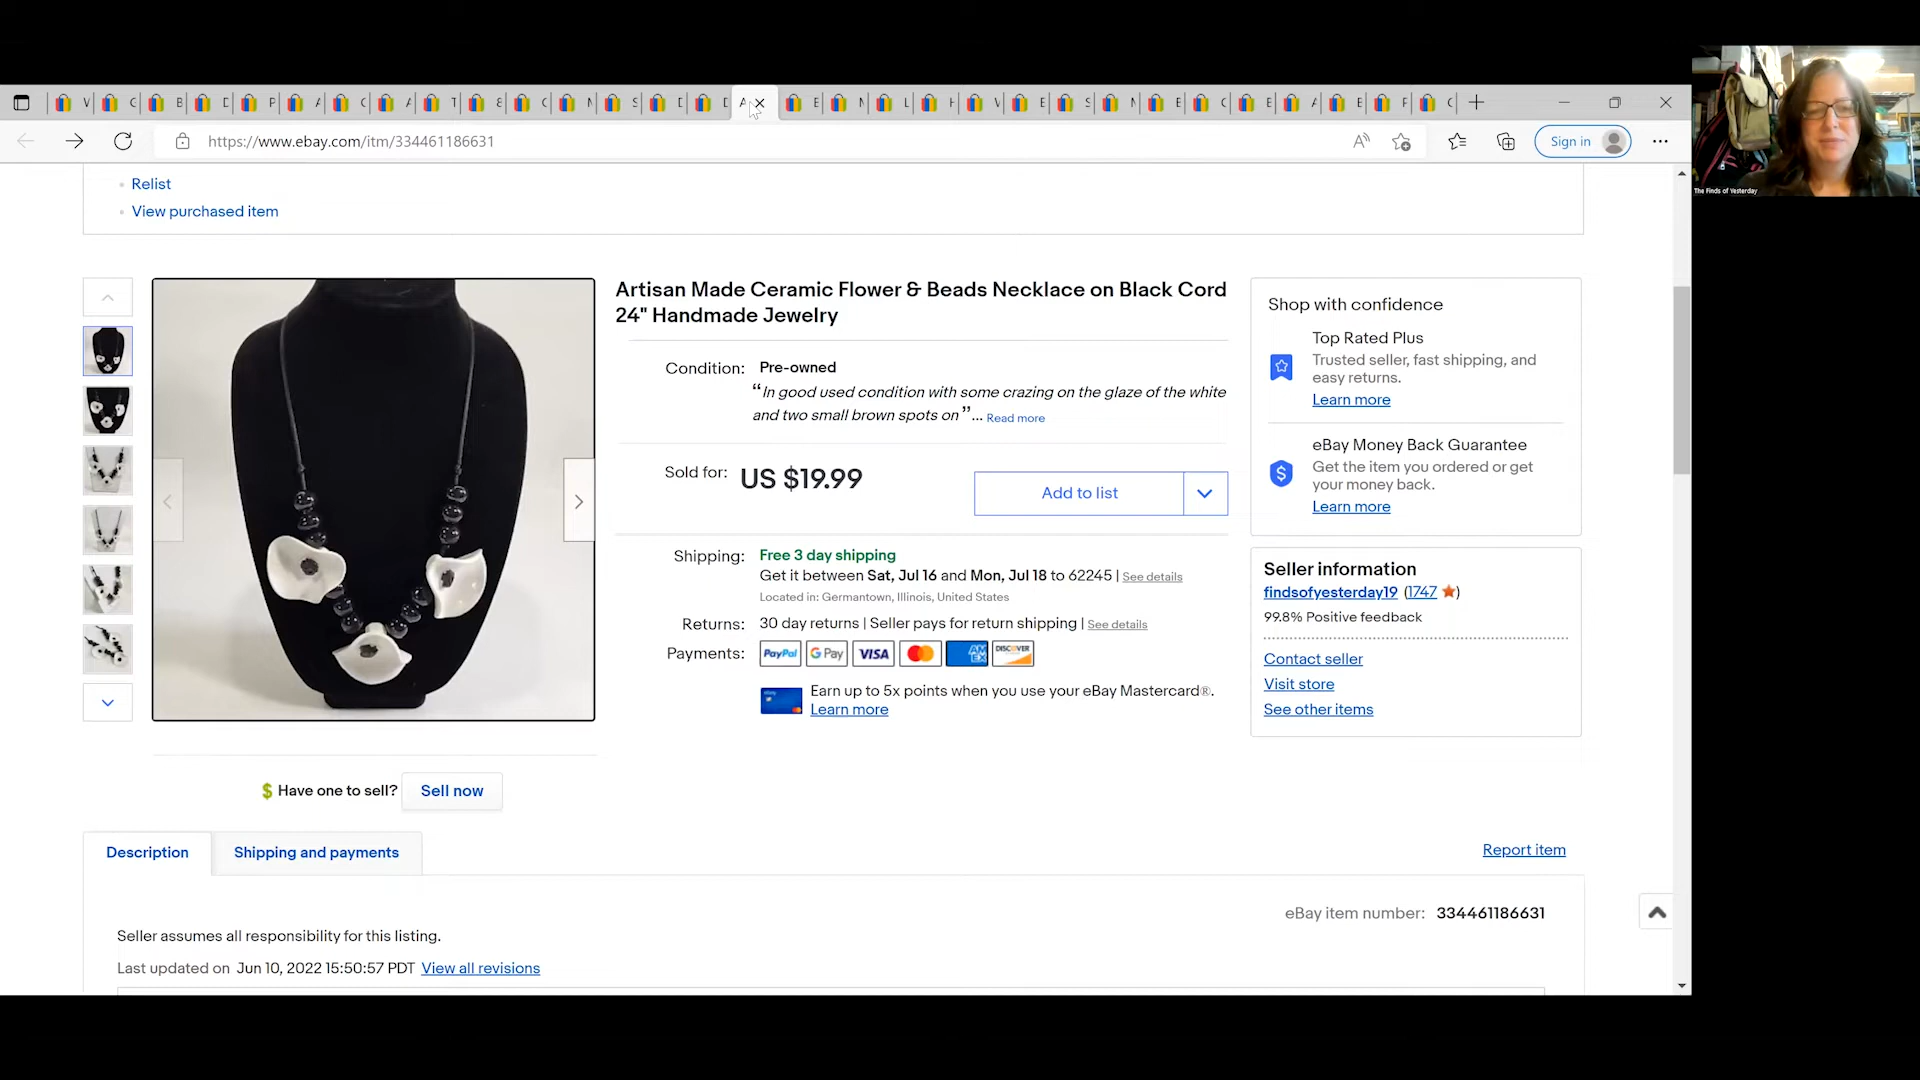 https://www.ebay.com/itm/334461186631
Sign in
The Finds of Yesterday
Relist
View purchased item
Artisan Made Ceramic Flower & Beads Necklace on Black Cord
24" Handmade Jewelry
Condition: Pre-owned
“In good used condition with some crazing on the glaze of the white
and two small brown spots on ”... Read more
Sold for: US $19.99
Add to list
Shipping: Free 3 day shipping
Get it between Sat, Jul 16 and Mon, Jul 18 to 62245 | See details
Located in: Germantown, Illinois, United States
Returns: 30 day returns | Seller pays for return shipping | See details
Payments: PayPal G Pay VISA AM EX DISCOVER
Earn up to 5x points when you use your eBay Mastercard®.
Learn more
Shop with confidence
Top Rated Plus
Trusted seller, fast shipping, and
easy returns.
Learn more
eBay Money Back Guarantee
Get the item you ordered or get
your money back.
Learn more
Seller information
findsofyesterday19 (1747 )
99.8% Positive feedback
Contact seller
Visit store
See other items
$ Have one to sell? Sell now
Description
Shipping and payments
Report item
eBay item number: 334461186631
Seller assumes all responsibility for this listing.
Last updated on Jun 10, 2022 15:50:57 PDT View all revisions